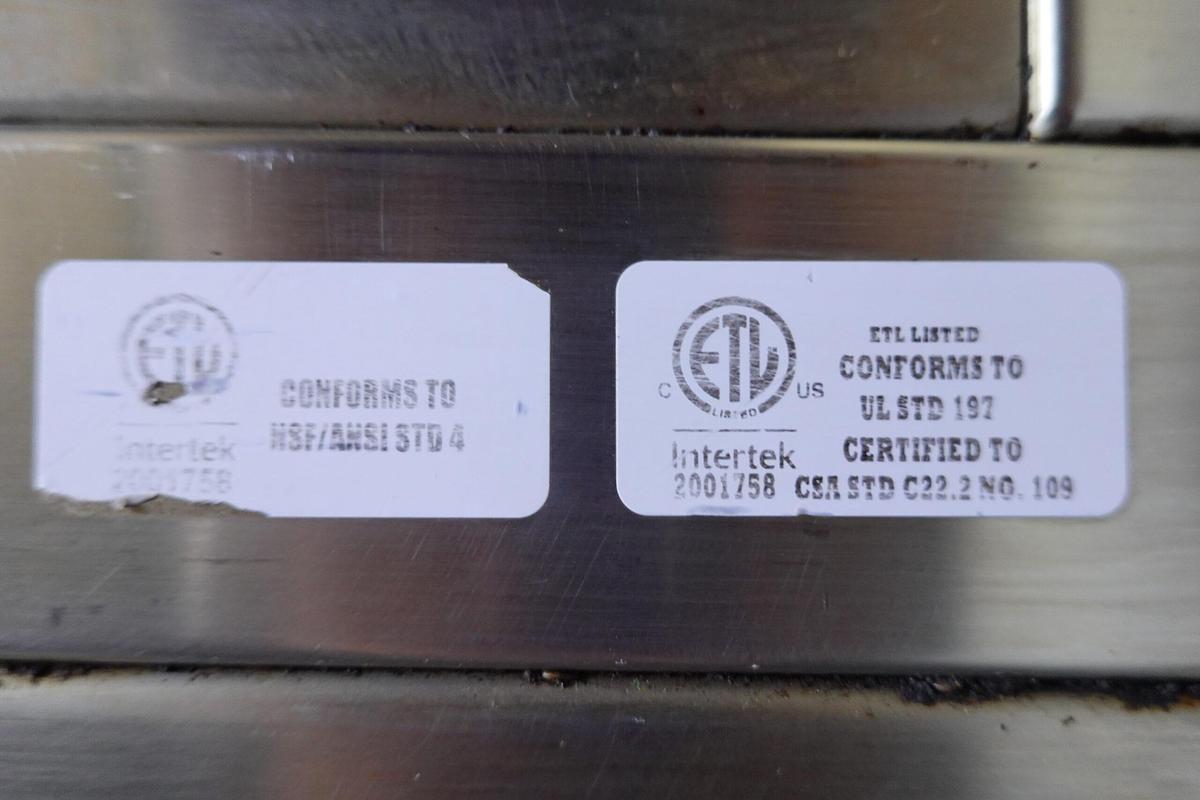 ETL
CONFORMS TO
NSF/ANSI STD 4
Intertek
2001758
ETL
LISTED
C US
Intertek
2001758
ETL LISTED
CONFORMS TO
UL STD 197
CERTIFIED TO
CSA STD C22.2 NO. 109